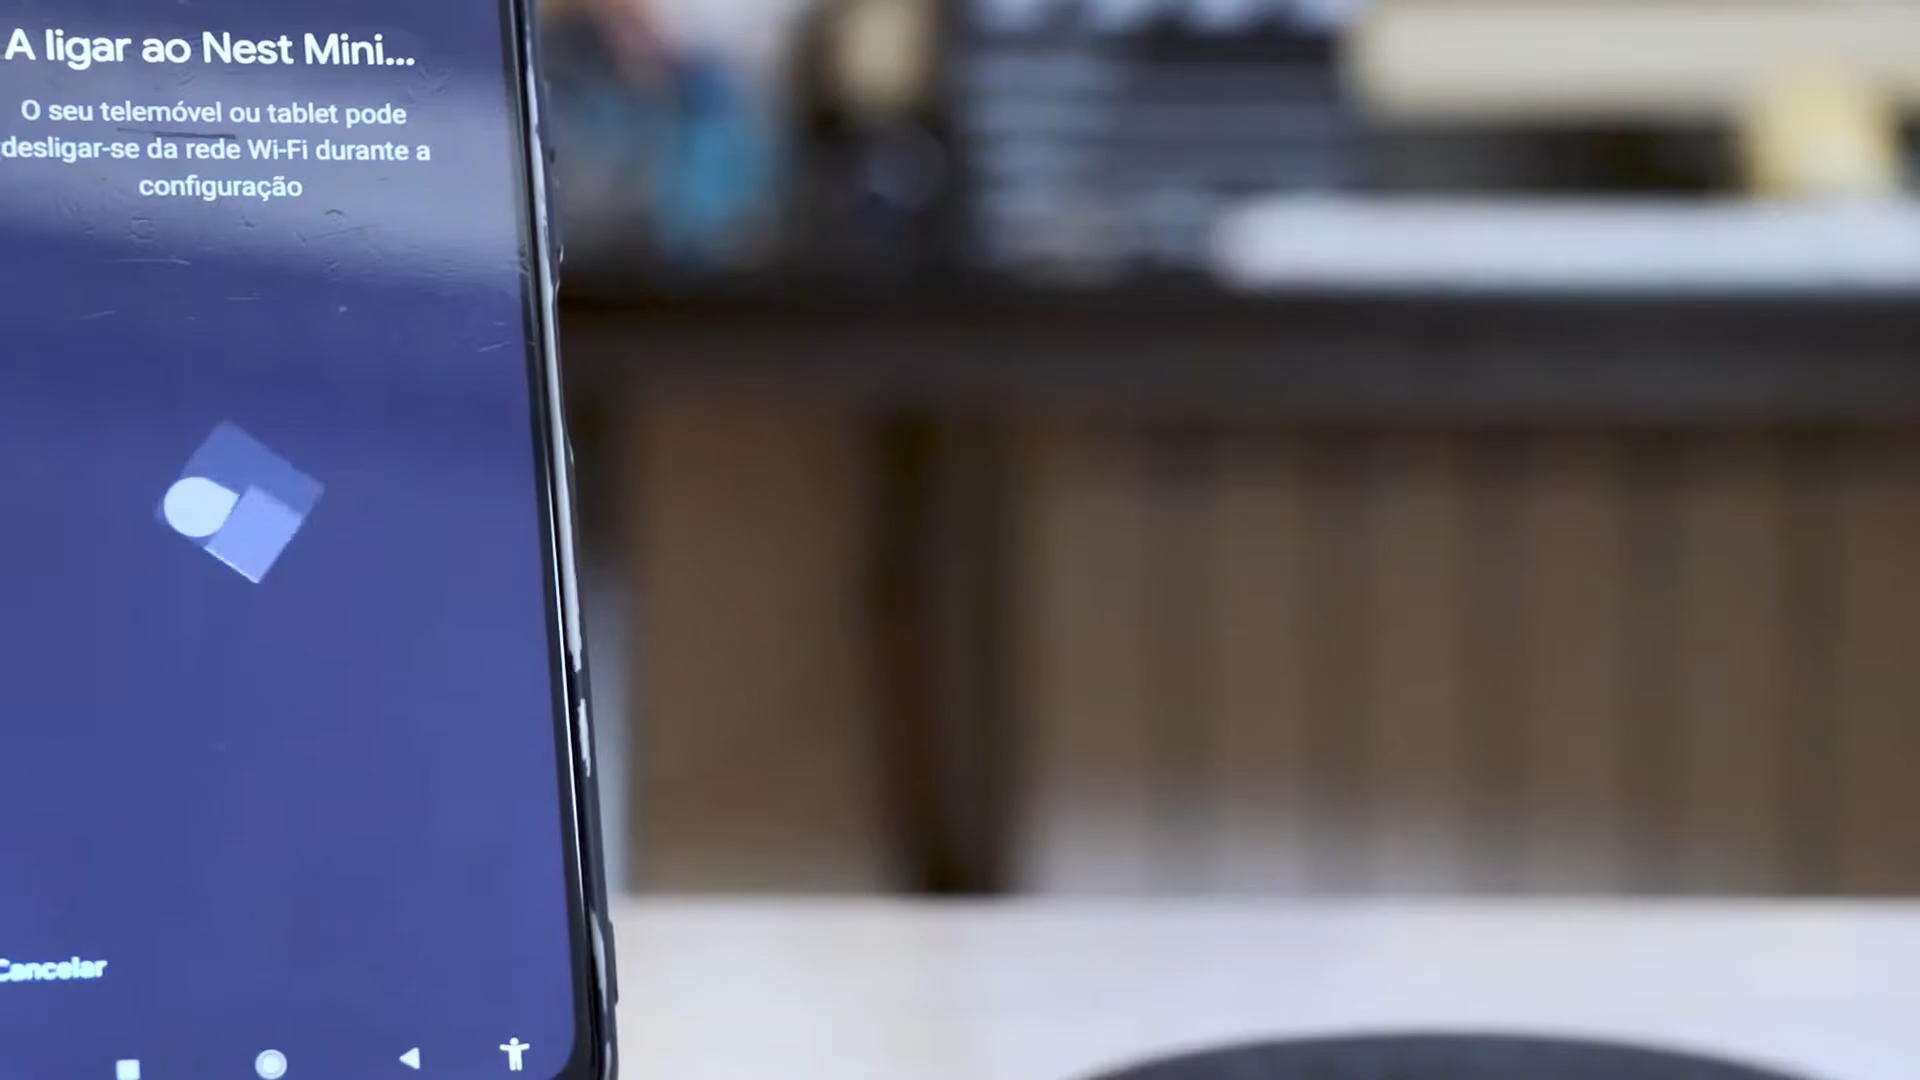 A ligar ao Nest Mini...
O seu telemóvel ou tablet pode
desligar-se da rede Wi-Fi durante a
configuração
Cancelar